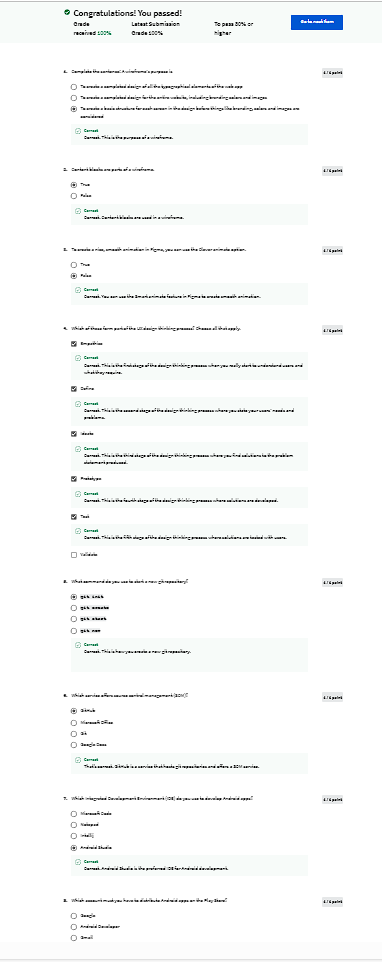 Congratulations! You passed!
Grade Latest Submission To pass 80% or
received 100% Grade 100% higher
Go to next item
1. Complete the sentence! A wireframe's purpose is 1 / 1 point
To create a completed design of all the typographical elements of the web app
To create a completed design for the entire website, including branding colors and images
To create a basic structure for each screen in the design before things like branding, colors and images are
considered
Correct
Correct. This is the purpose of a wireframe.
2. Content blocks are parts of a wireframe. 1 / 1 point
True
False
Correct
Correct. Content blocks are used in a wireframe.
3. To create a nice, smooth animation in Figma, you can use the Clever animate option. 1 / 1 point
True
False
Correct
Correct. You can use the Smart animate feature in Figma to create smooth animation.
4. Which of these form part of the UX design thinking process? Choose all that apply. 1 / 1 point
Empathize
Correct
Correct. This is the first stage of the design thinking process when you really start to understand users and
what they require.
Define
Correct
Correct. This is the second stage of the design thinking process where you state your users' needs and
problems.
Ideate
Correct
Correct. This is the third stage of the design thinking process where you find solutions to the problem
statement produced.
Prototype
Correct
Correct. This is the fourth stage of the design thinking process where solutions are developed.
Test
Correct
Correct. This is the fifth stage of the design thinking process where solutions are tested with users.
Validate
5. What command do you use to start a new git repository? 1 / 1 point
git init
git create
git start
git new
Correct
Correct. This is how you create a new git repository.
6. Which service offers source control management (SCM)? 1 / 1 point
GitHub
Microsoft Office
Git
Google Docs
Correct
That's correct. GitHub is a service that hosts git repositories and offers a SCM service.
7. Which Integrated Development Environment (IDE) do you use to develop Android apps? 1 / 1 point
Microsoft Code
Notepad
IntelliJ
Android Studio
Correct
Correct. Android Studio is the preferred IDE for Android development.
8. Which account must you have to distribute Android apps on the Play Store? 1 / 1 point
Google
Android Developer
Gmail